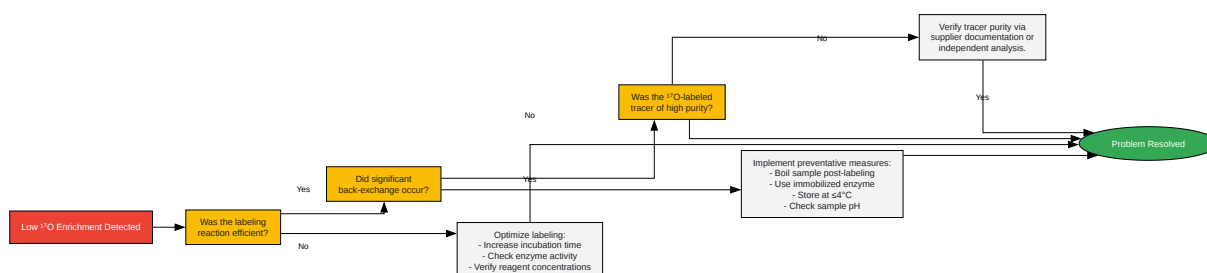 Low ¹⁷O Enrichment Detected
Was the labeling
reaction efficient?
Yes
No
Did significant
back-exchange occur?
No
Yes
Optimize labeling:
- Increase incubation time
- Check enzyme activity
- Verify reagent concentrations
Was the ¹⁷O-labeled
tracer of high purity?
No
Verify tracer purity via
supplier documentation or
independent analysis.
Yes
Implement preventative measures:
- Boil sample post-labeling
- Use immobilized enzyme
- Store at ≤4°C
- Check sample pH
Problem Resolved